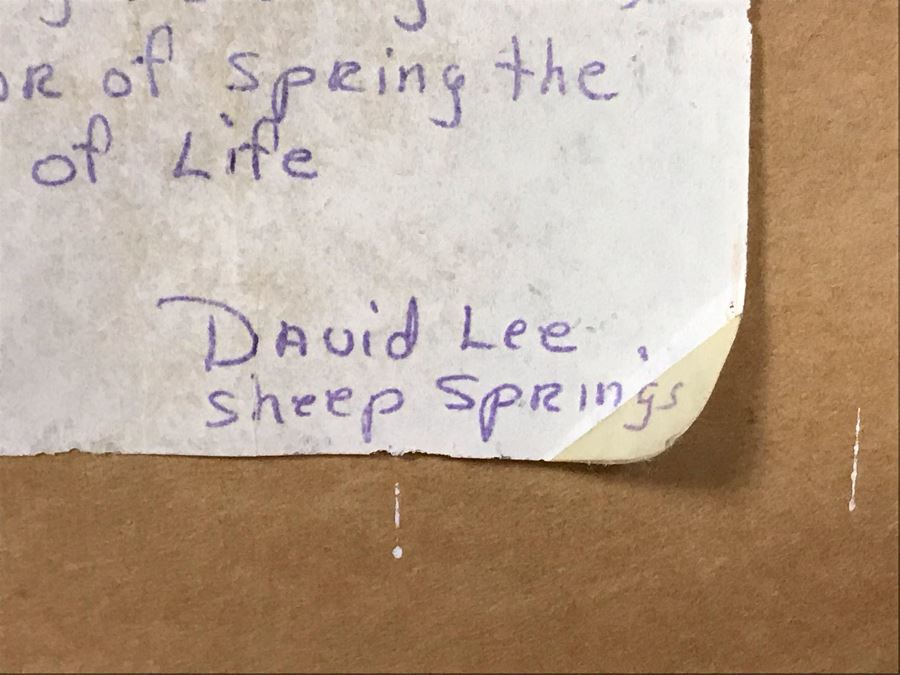 of Spring the
of Life
David Lee
Sheep Springs